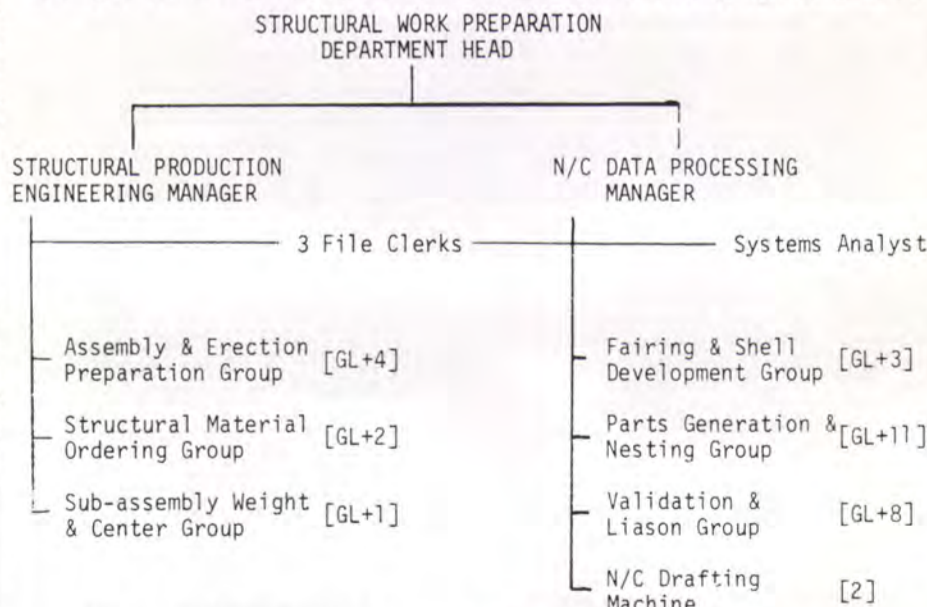 STRUCTURAL WORK PREPARATION
DEPARTMENT HEAD
STRUCTURAL PRODUCTION
ENGINEERING MANAGER
N/C DATA PROCESSING
MANAGER
3 File Clerks
Systems Analyst
Assembly & Erection
Preparation Group [GL+4]
Structural Material
Ordering Group [GL+2]
Sub-assembly Weight
& Center Group [GL+1]
Fairing & Shell
Development Group [GL+3]
Parts Generation &
Nesting Group [GL+11]
Validation &
Liason Group [GL+8]
N/C Drafting
Machine [2]